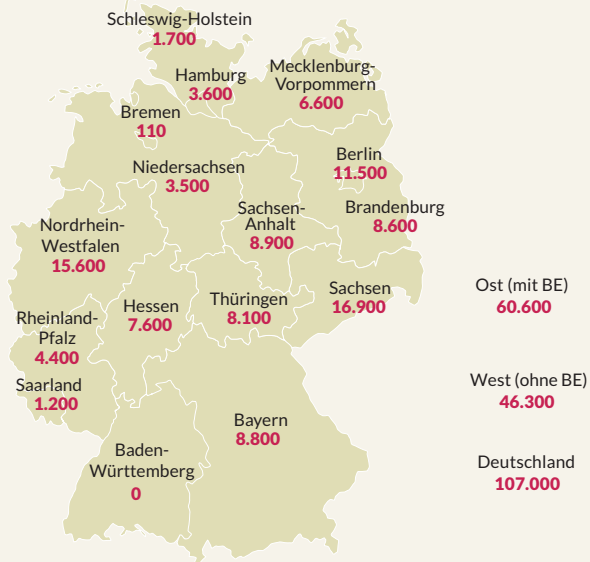 Schleswig-Holstein
1.700
Hamburg
3.600
Mecklenburg-
Vorpommern
6.600
Bremen
110
Niedersachsen
3.500
Berlin
11.500
Sachsen-
Anhalt
8.900
Brandenburg
8.600
Nordrhein-
Westfalen
15.600
Hessen
7.600
Thüringen
8.100
Sachsen
16.900
Ost (mit BE)
60.600
Rheinland-
Pfalz
4.400
Saarland
1.200
West (ohne BE)
46.300
Bayern
8.800
Baden-
Württemberg
0
Deutschland
107.000